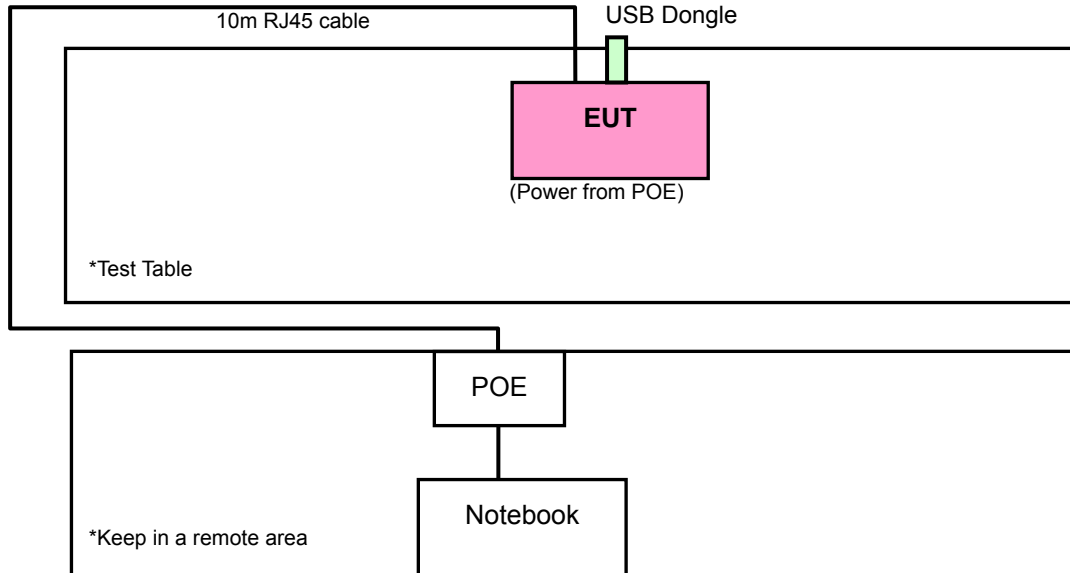 10m RJ45 cable
USB Dongle
EUT
(Power from POE)
*Test Table
POE
Notebook
*Keep in a remote area